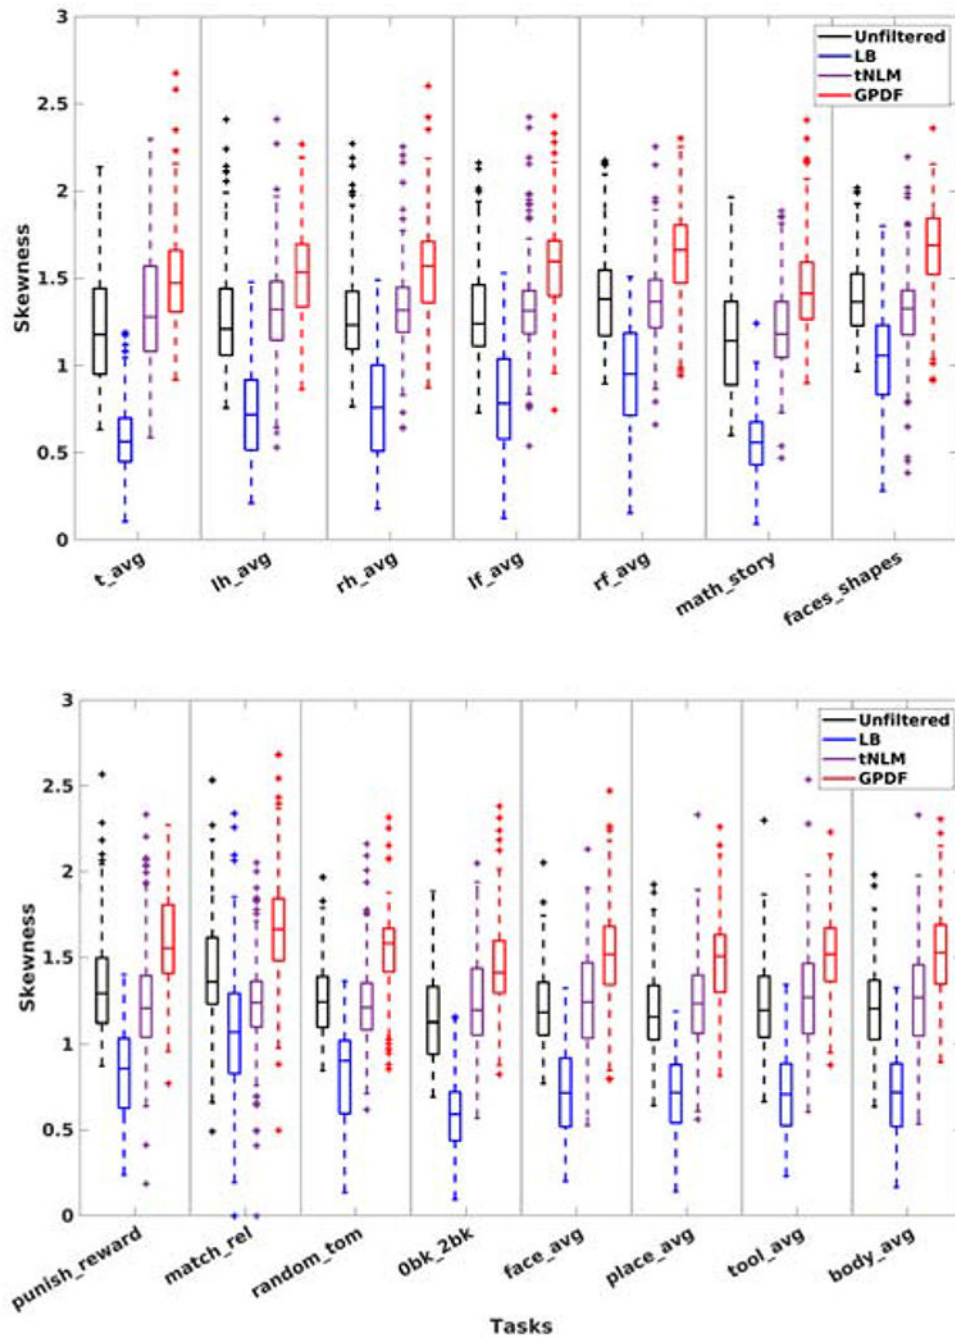 3
2.5
2
1.5
1
0.5
0
Skewness
Unfiltered
LB
tNLM
GPDF
t_avg
lh_avg
rh_avg
lf_avg
rf_avg
math_story
faces_shapes
3
2.5
2
1.5
1
0.5
0
Skewness
Unfiltered
LB
tNLM
GPDF
punish_reward
match_rel
random_tom
0bk_2bk
face_avg
place_avg
tool_avg
body_avg
Tasks